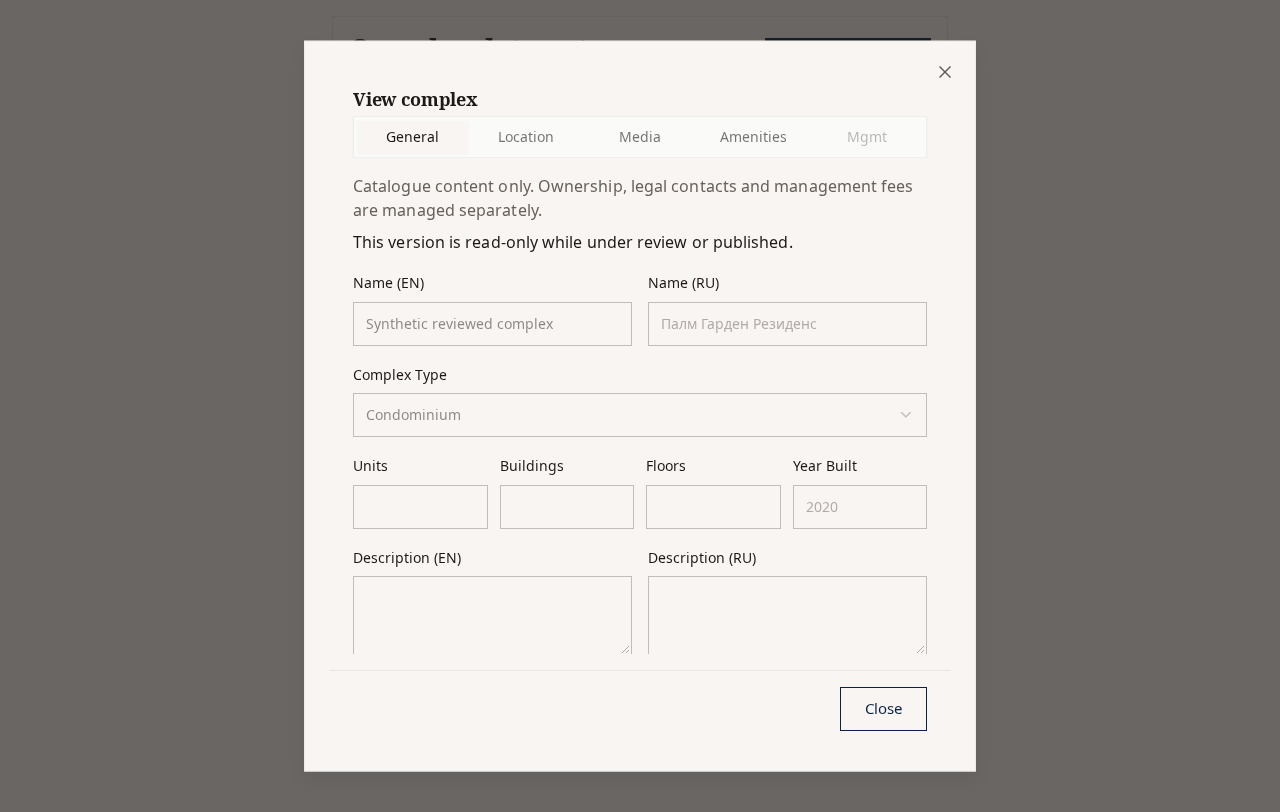 View complex
General Location Media Amenities Mgmt
Catalogue content only. Ownership, legal contacts and management fees
are managed separately.
This version is read-only while under review or published.
Name (EN) Name (RU)
Synthetic reviewed complex Палм Гарден Резиденс
Complex Type
Condominium
Units Buildings Floors Year Built
2020
Description (EN) Description (RU)
Close